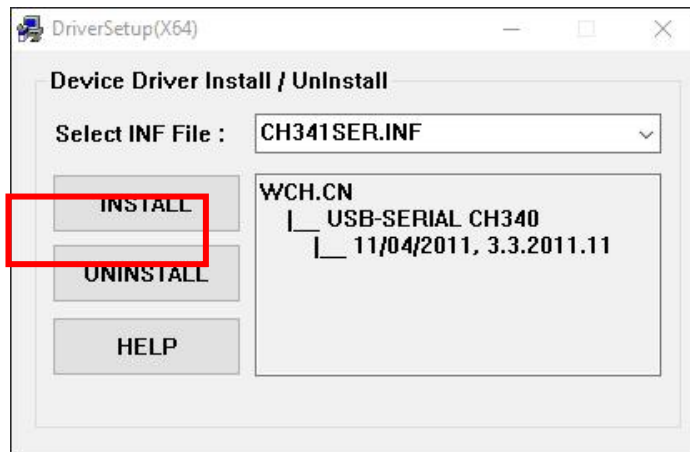 DriverSetup(X64)
Device Driver Install / UnInstall
Select INF File :
CH341SER.INF
INSTALL
UNINSTALL
HELP
WCH.CN
|__ USB-SERIAL CH340
|__ 11/04/2011, 3.3.2011.11